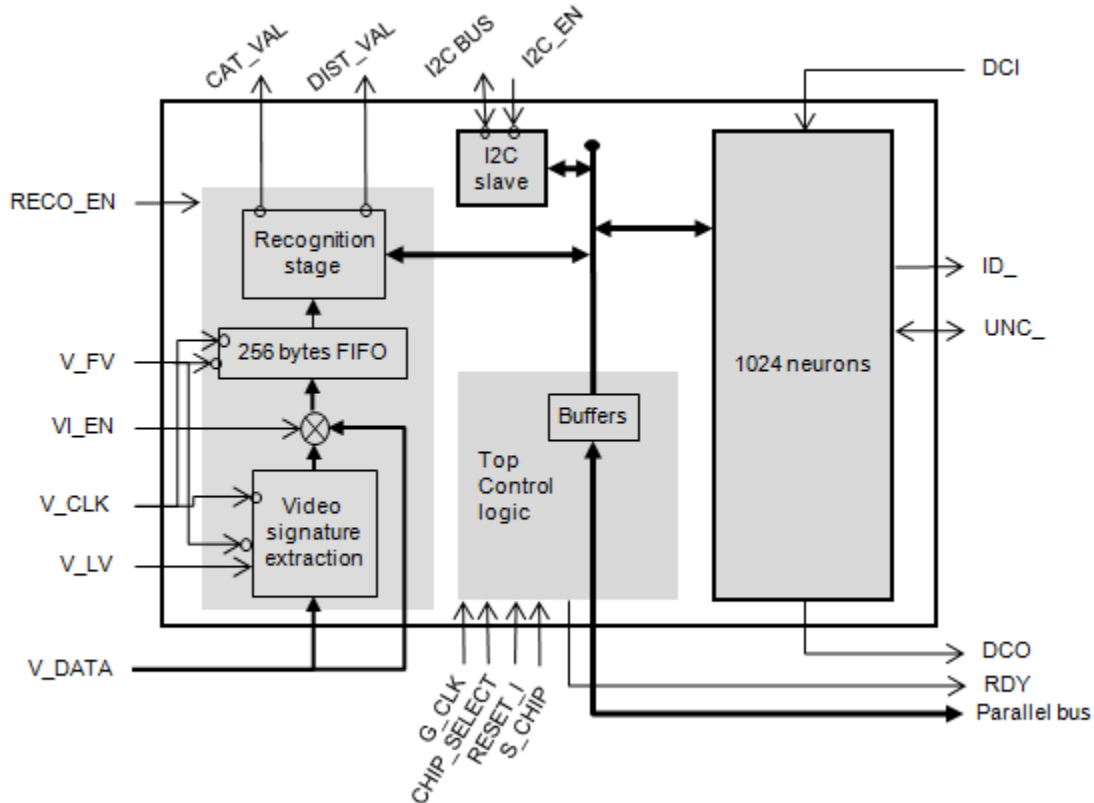 CAT_VAL
DIST_VAL
I2C BUS
I2C_EN
DCI
I2C
slave
RECO_EN
Recognition
stage
ID_
UNC_
256 bytes FIFO
V_FV
1024 neurons
VI_EN
Buffers
Top
Control
logic
V_CLK
Video
signature
extraction
V_LV
V_DATA
DCO
RDY
Parallel bus
G_CLK
CHIP_SELECT
RESET_I
S_CHIP